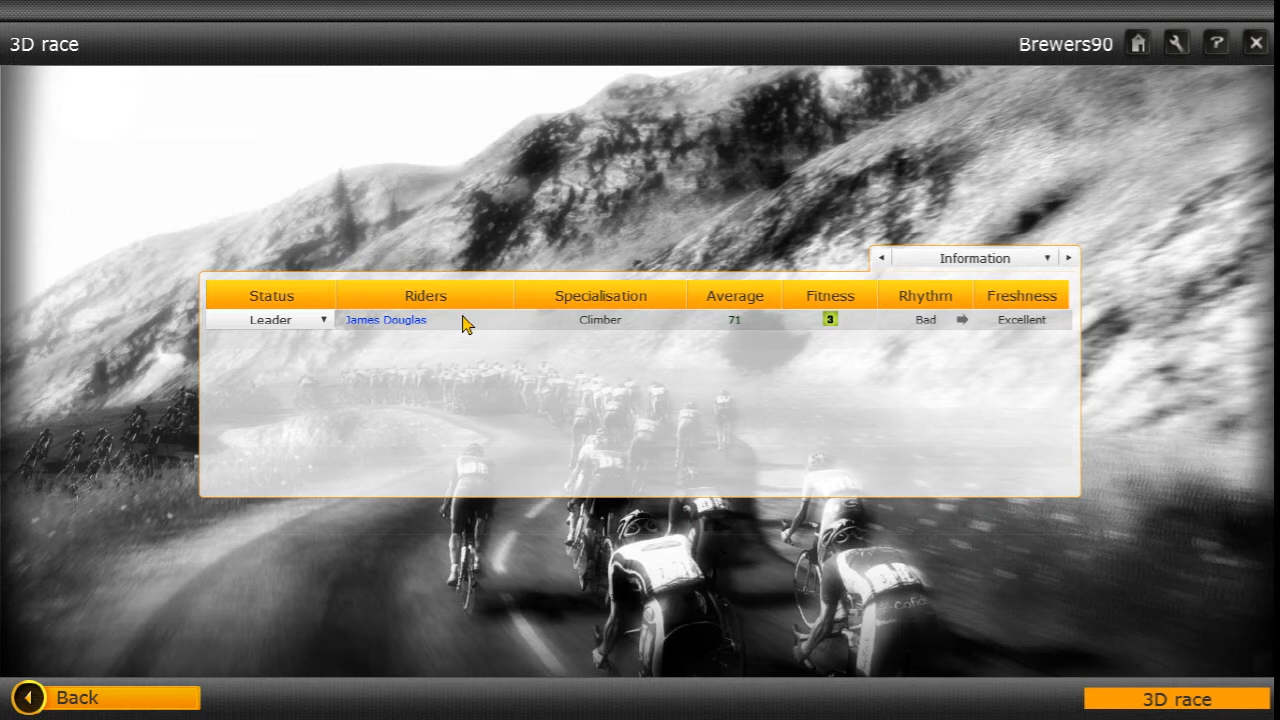 3D race Brewers90 ?
Information
Status Riders Specialisation Average Fitness Rhythm Freshness
Leader James Douglas Climber 71 3 Bad Excellent
Back 3D race